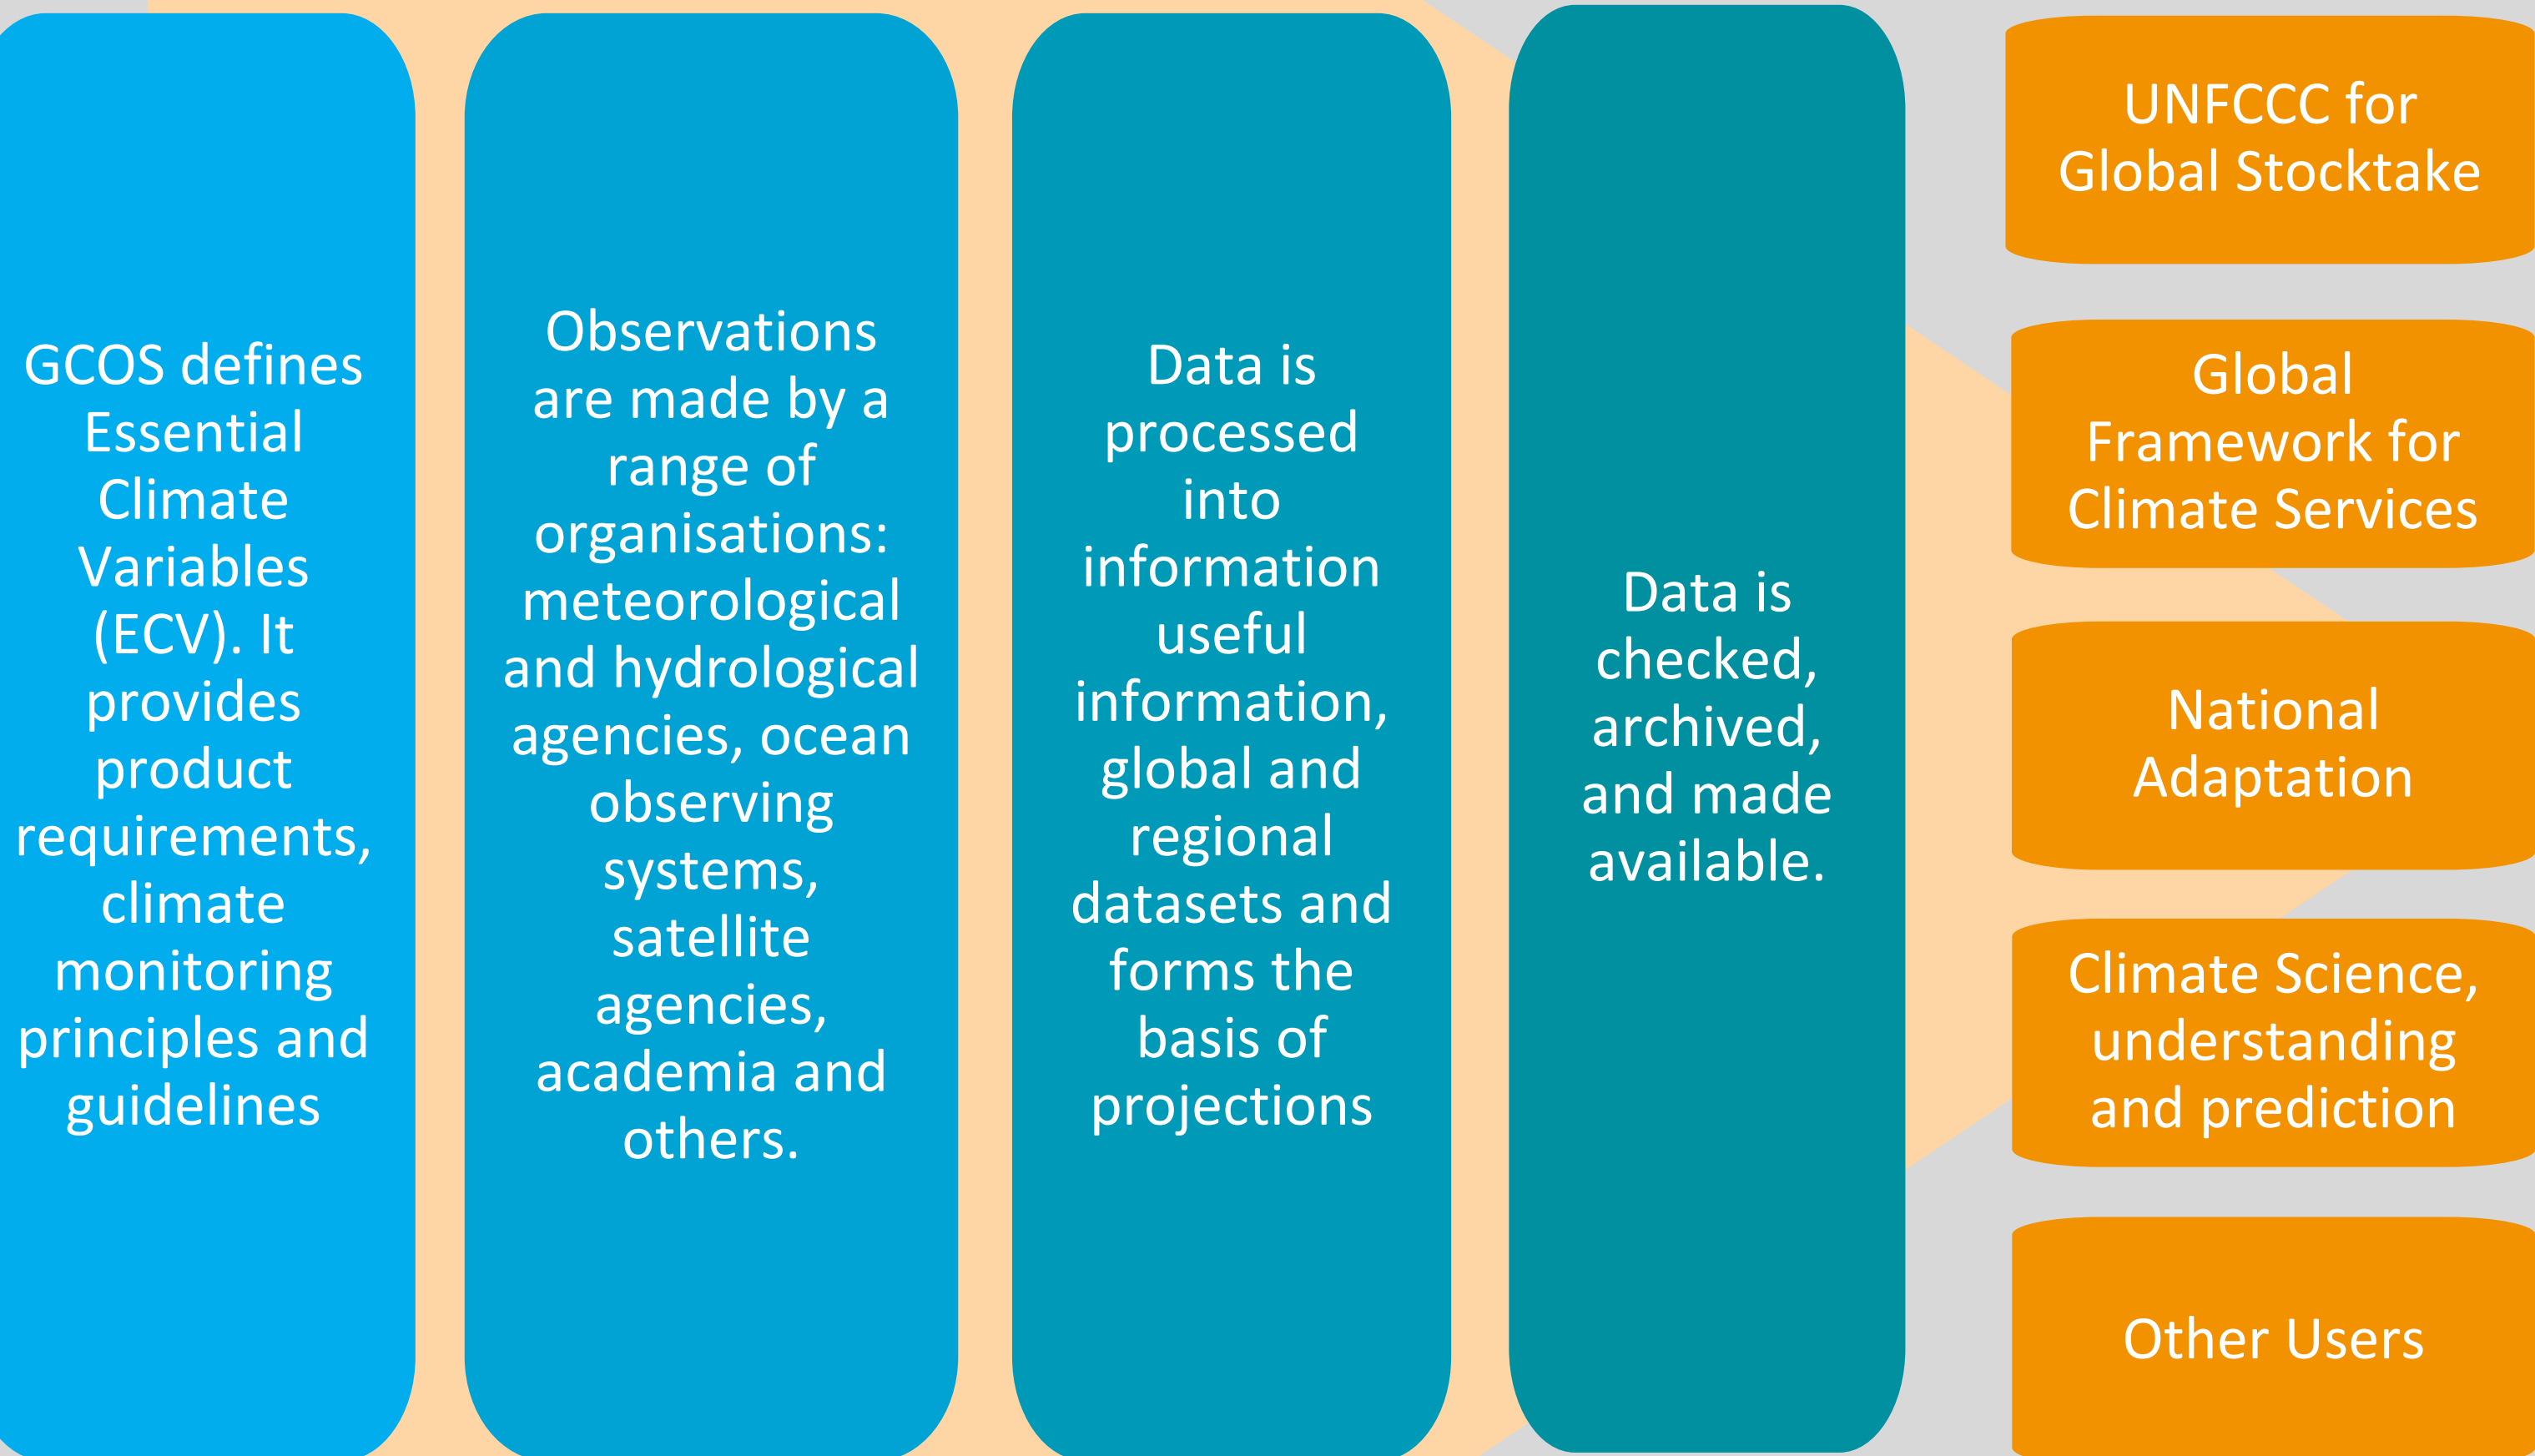 GCOS defines
Essential
Climate
Variables
(ECV). It
provides
product
requirements,
climate
monitoring
principles and
guidelines
Observations
are made by a
range of
organisations:
meteorological
and hydrological
agencies, ocean
observing
systems,
satellite
agencies,
academia and
others.
Data is
processed
into
information
useful
information,
global and
regional
datasets and
forms the
basis of
projections
Data is
checked,
archived,
and made
available.
UNFCCC for
Global Stocktake
Global
Framework for
Climate Services
National
Adaptation
Climate Science,
understanding
and prediction
Other Users